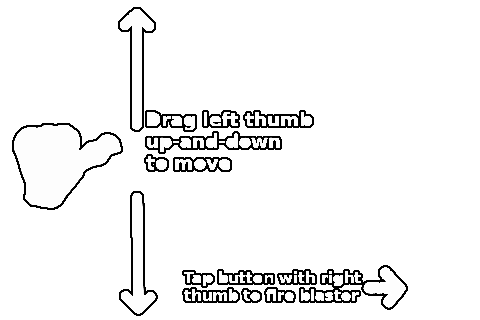 Drag left thumb
up-and-down
to move
Tap button with right
thumb to fire blaster